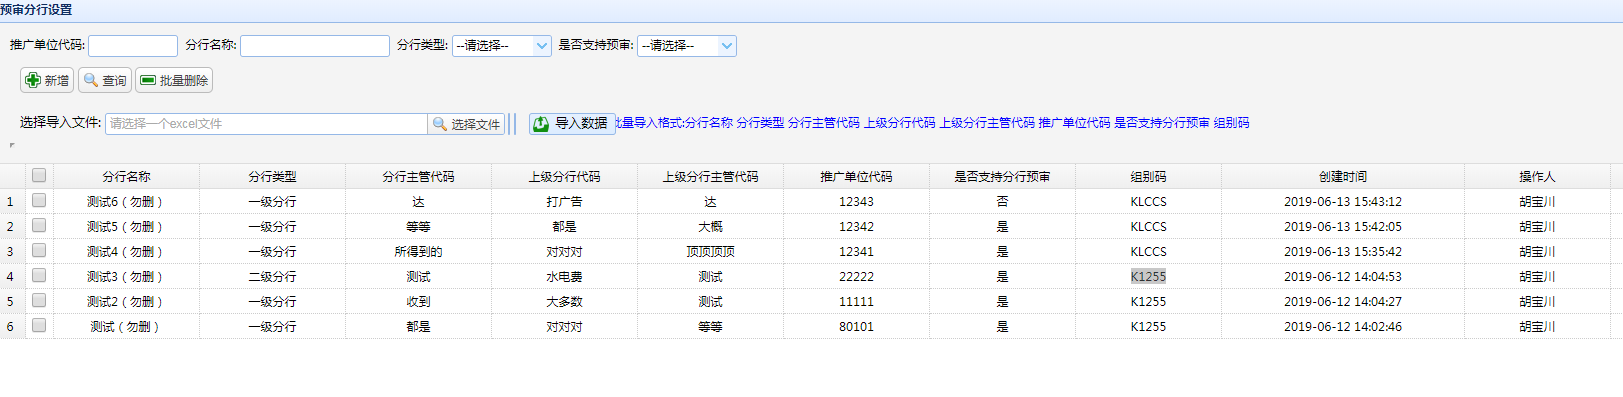 预审分行设置
推广单位代码: 分行名称: 分行类型: --请选择-- 是否支持预审: --请选择--
新增 查询 批量删除
选择导入文件: 请选择一个excel文件 选择文件 导入数据 批量导入格式:分行名称 分行类型 分行主管代码 上级分行代码 上级分行主管代码 推广单位代码 是否支持分行预审 组别码
分行名称 分行类型 分行主管代码 上级分行代码 上级分行主管代码 推广单位代码 是否支持分行预审 组别码 创建时间 操作人
1 测试6（勿删） 一级分行 达 打广告 达 12343 否 KLCCS 2019-06-13 15:43:12 胡宝川
2 测试5（勿删） 一级分行 等等 都是 大概 12342 是 KLCCS 2019-06-13 15:42:05 胡宝川
3 测试4（勿删） 一级分行 所得到的 对对对 顶顶顶顶 12341 是 KLCCS 2019-06-13 15:35:42 胡宝川
4 测试3（勿删） 二级分行 测试 水电费 测试 22222 是 K1255 2019-06-12 14:04:53 胡宝川
5 测试2（勿删） 一级分行 收到 大多数 测试 11111 是 K1255 2019-06-12 14:04:27 胡宝川
6 测试（勿删） 一级分行 都是 对对对 等等 80101 是 K1255 2019-06-12 14:02:46 胡宝川